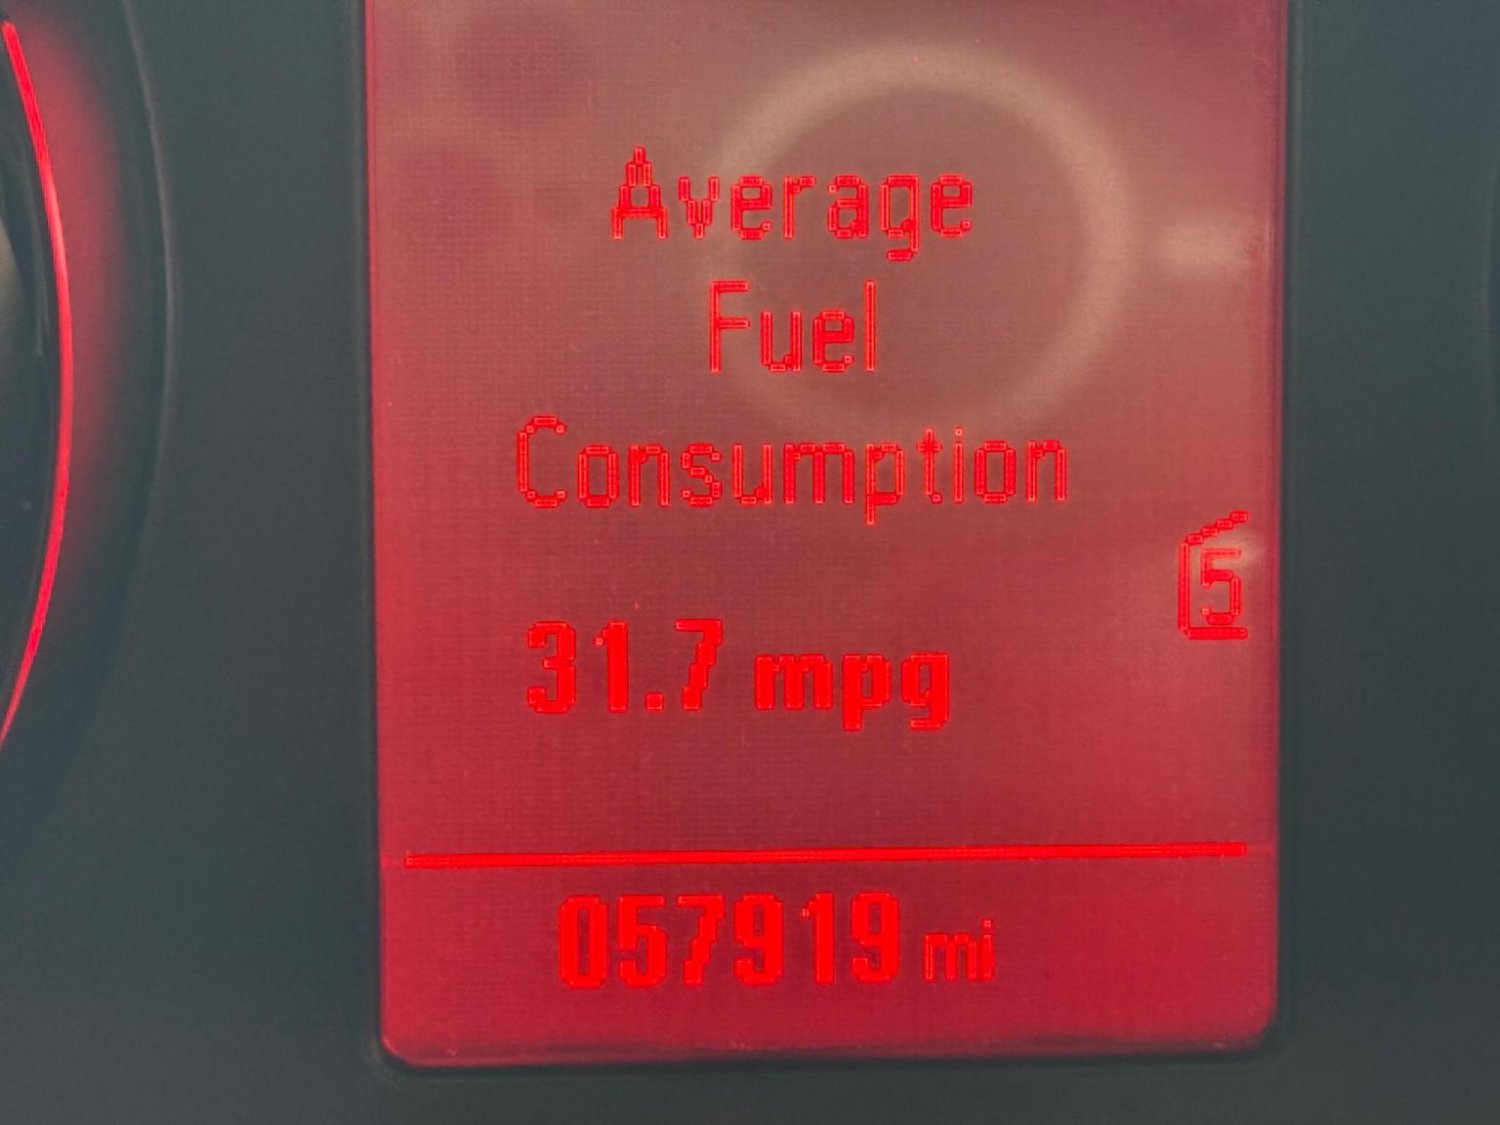 Average
Fuel
Consumption
5
31.7 mpg
057919 mi